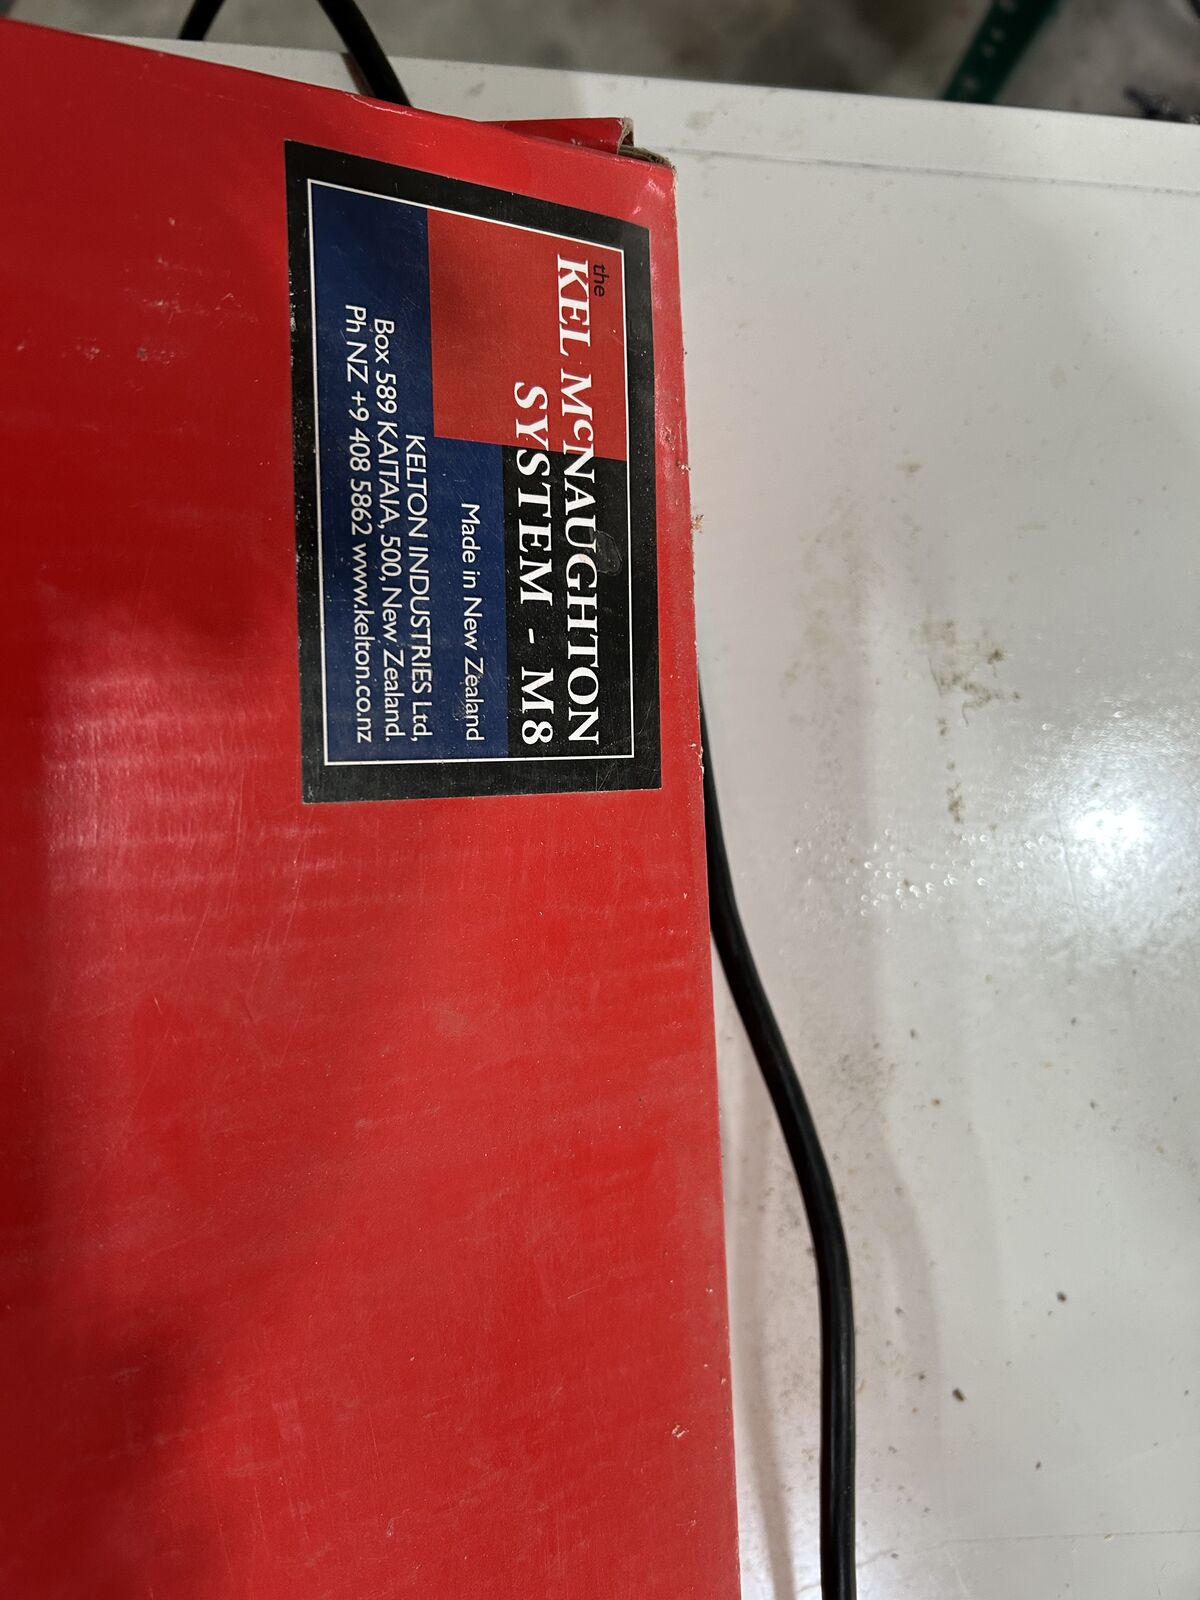 the
KEL McNAUGHTON
SYSTEM - M8
Made in New Zealand
KELTON INDUSTRIES Ltd,
Box 589 KAITAIA, 500, New Zealand.
Ph NZ +9 408 5862 www.kelton.co.nz